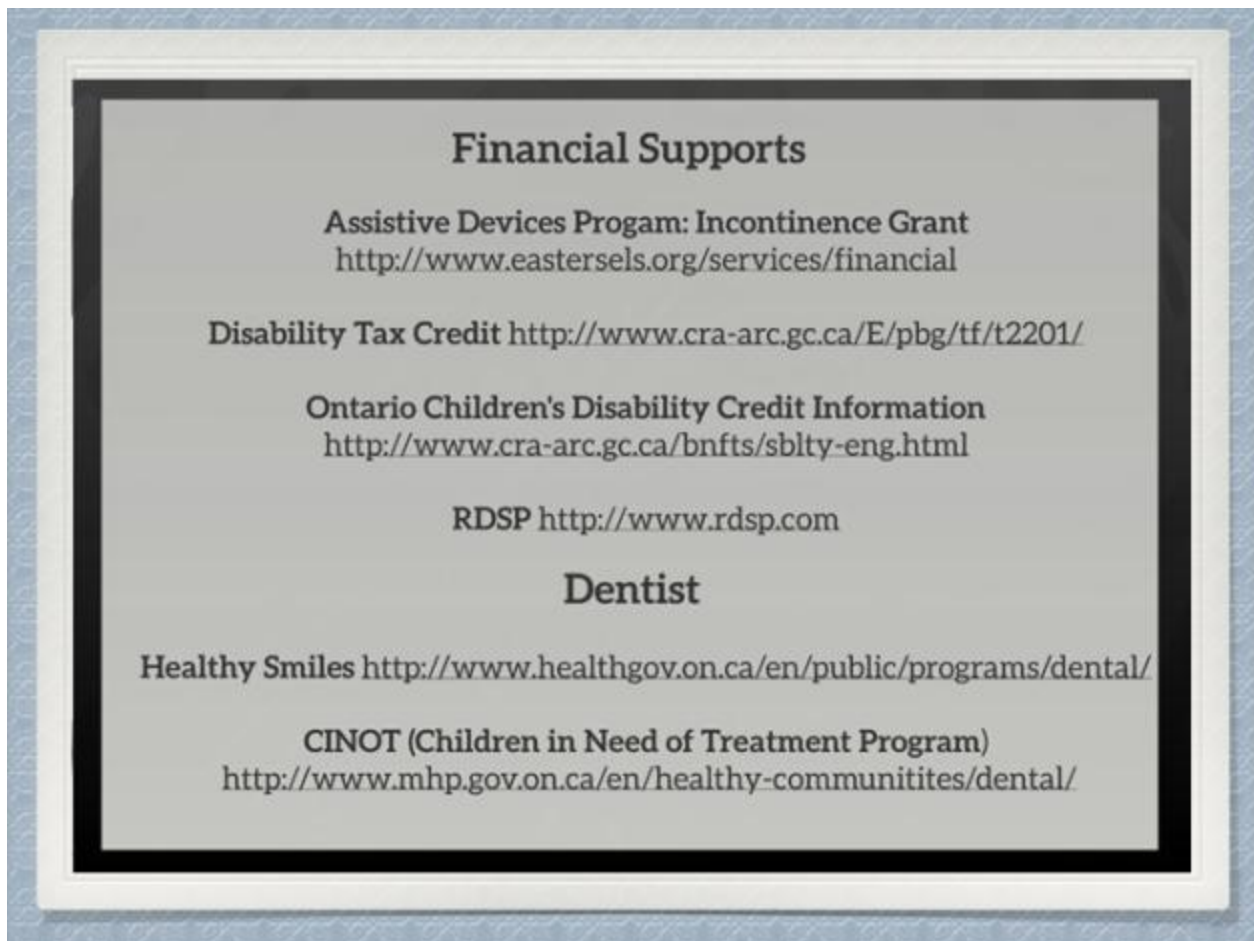 Financial Supports
Assistive Devices Progam: Incontinence Grant
http://www.eastersels.org/services/financial
Disability Tax Credit http://www.cra-arc.gc.ca/E/pbg/tf/t2201/
Ontario Children's Disability Credit Information
http://www.cra-arc.gc.ca/bnfts/sblty-eng.html
RDSP http://www.rdsp.com
Dentist
Healthy Smiles http://www.healthgov.on.ca/en/public/programs/dental/
CINOT (Children in Need of Treatment Program)
http://www.mhp.gov.on.ca/en/healthy-communitites/dental/